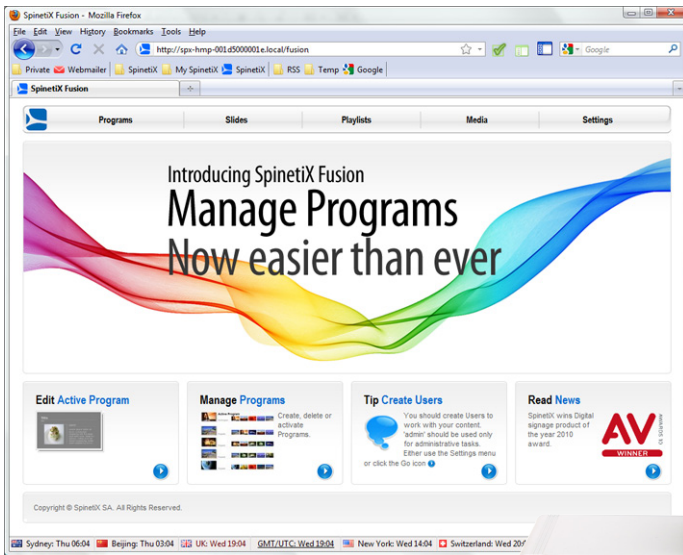 SpinetiX Fusion - Mozilla Firefox
File Edit View History Bookmarks Tools Help
http://spx-hmp-001d5000001e.local/fusion
Google
Private Webmailer SpinetiX My SpinetiX SpinetiX RSS Temp Google
SpinetiX Fusion
Programs Slides Playlists Media Settings
Introducing SpinetiX Fusion
Manage Programs
Now easier than ever
Edit Active Program
Manage Programs
Create, delete or
activate
Programs.
Tip Create Users
You should create Users to
work with your content.
'admin' should be used only
for administrative tasks.
Either use the Settings menu
or click the Go icon
Read News
SpinetiX wins Digital
signage product of
the year 2010
award.
AV
AWARDS
WINNER
Copyright © SpinetiX SA. All Rights Reserved.
Sydney: Thu 06:04 Beijing: Thu 03:04 UK: Wed 19:04 GMT/UTC: Wed 19:04 New York: Wed 14:04 Switzerland: Wed